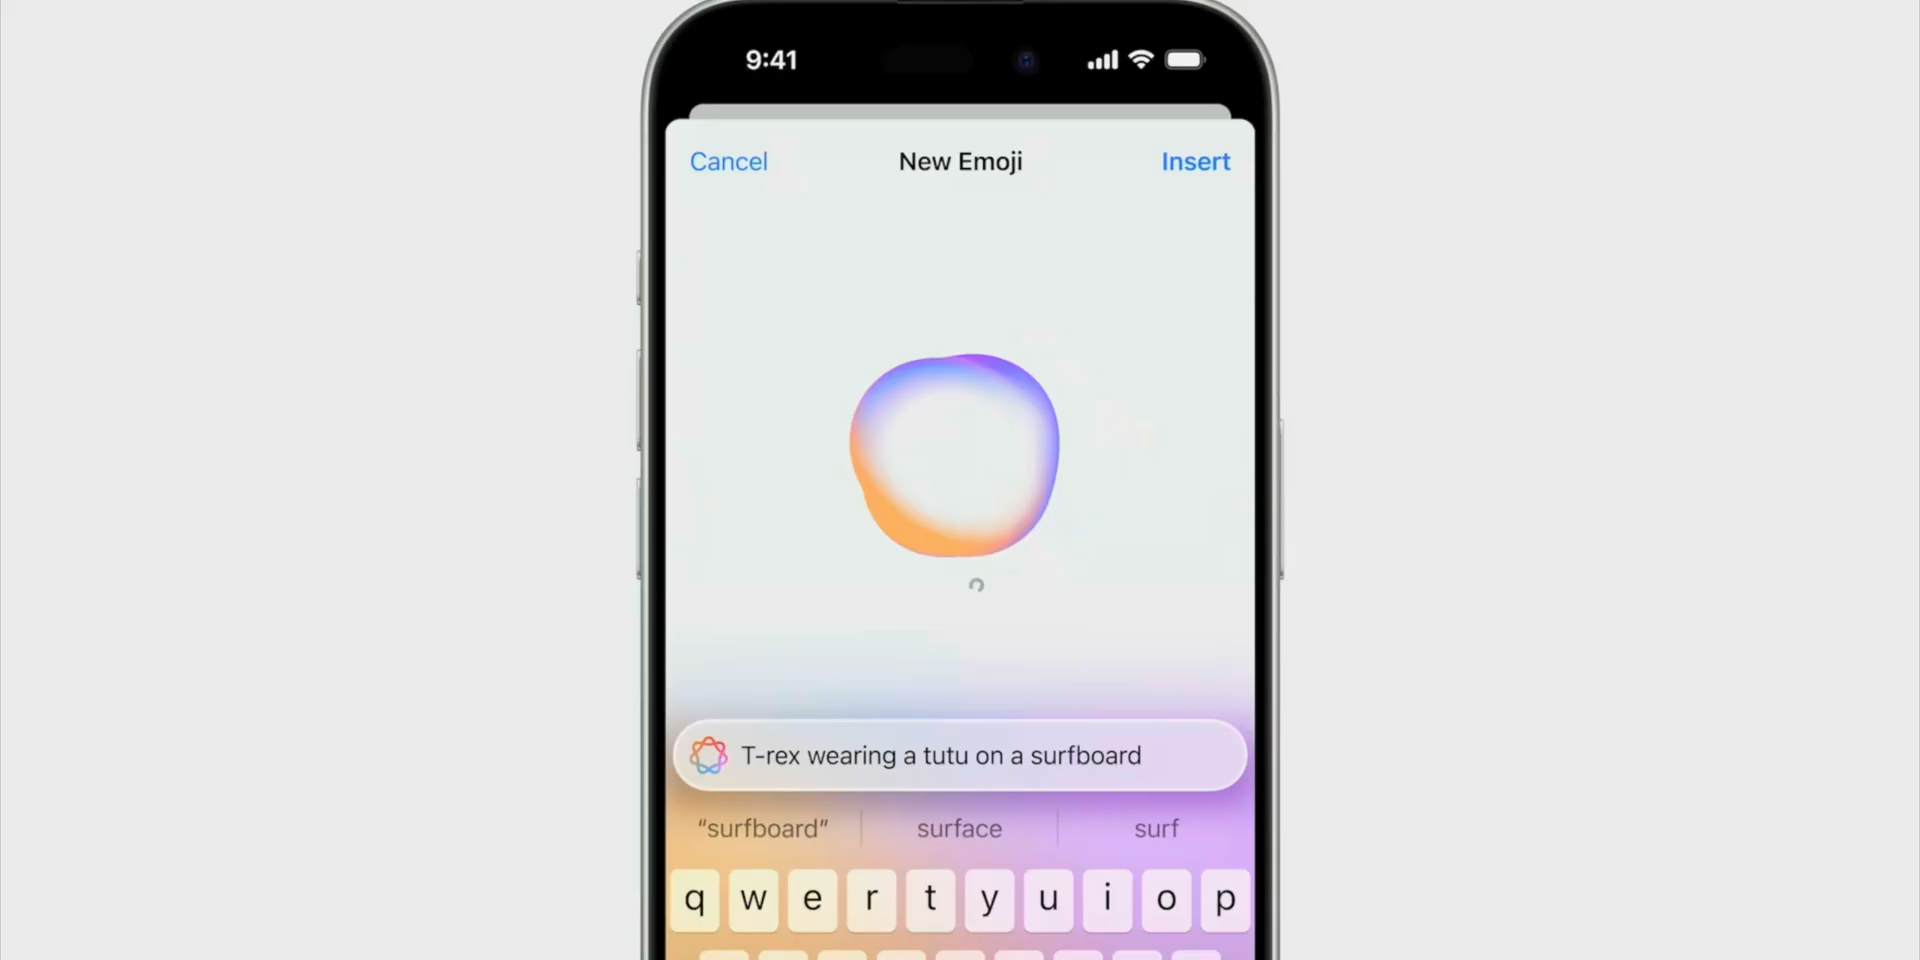 9:41
Cancel New Emoji Insert
T-rex wearing a tutu on a surfboard
“surfboard” surface surf
q w e r t y u i o p